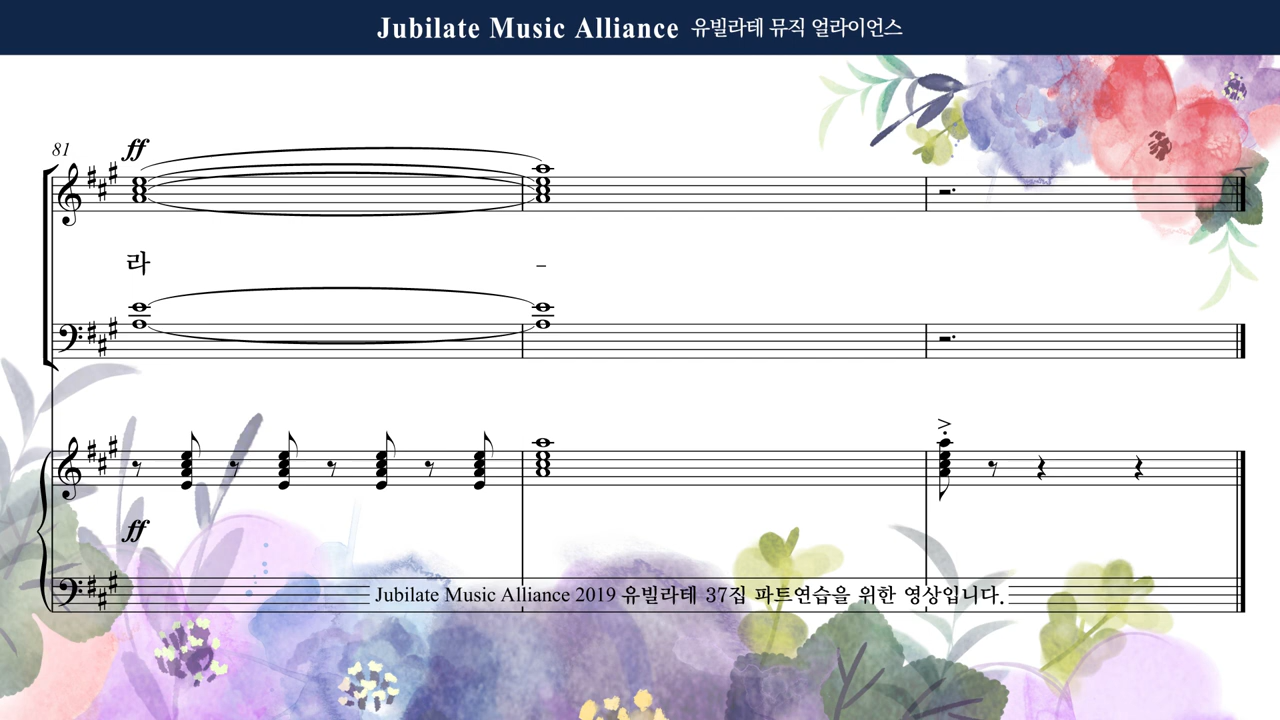 Jubilate Music Alliance 유빌라테 뮤직 얼라이언스
81
ff
라 -
ff
Jubilate Music Alliance 2019 유빌라테 37집 파트연습을 위한 영상입니다.